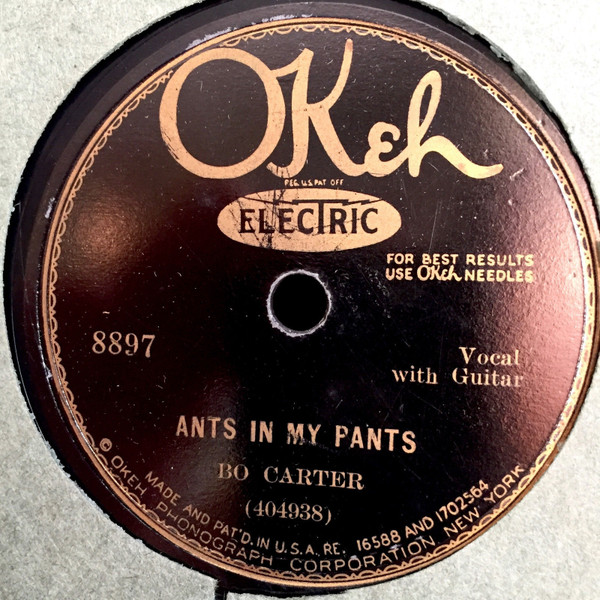 OKeh
REG. U.S. PAT. OFF
ELECTRIC
FOR BEST RESULTS
USE OKeh NEEDLES
8897
Vocal
with Guitar
ANTS IN MY PANTS
BO CARTER
(404938)
MADE AND PAT'D. IN U.S.A. RE. 16588 AND 1702564
© OKEH PHONOGRAPH CORPORATION NEW YORK